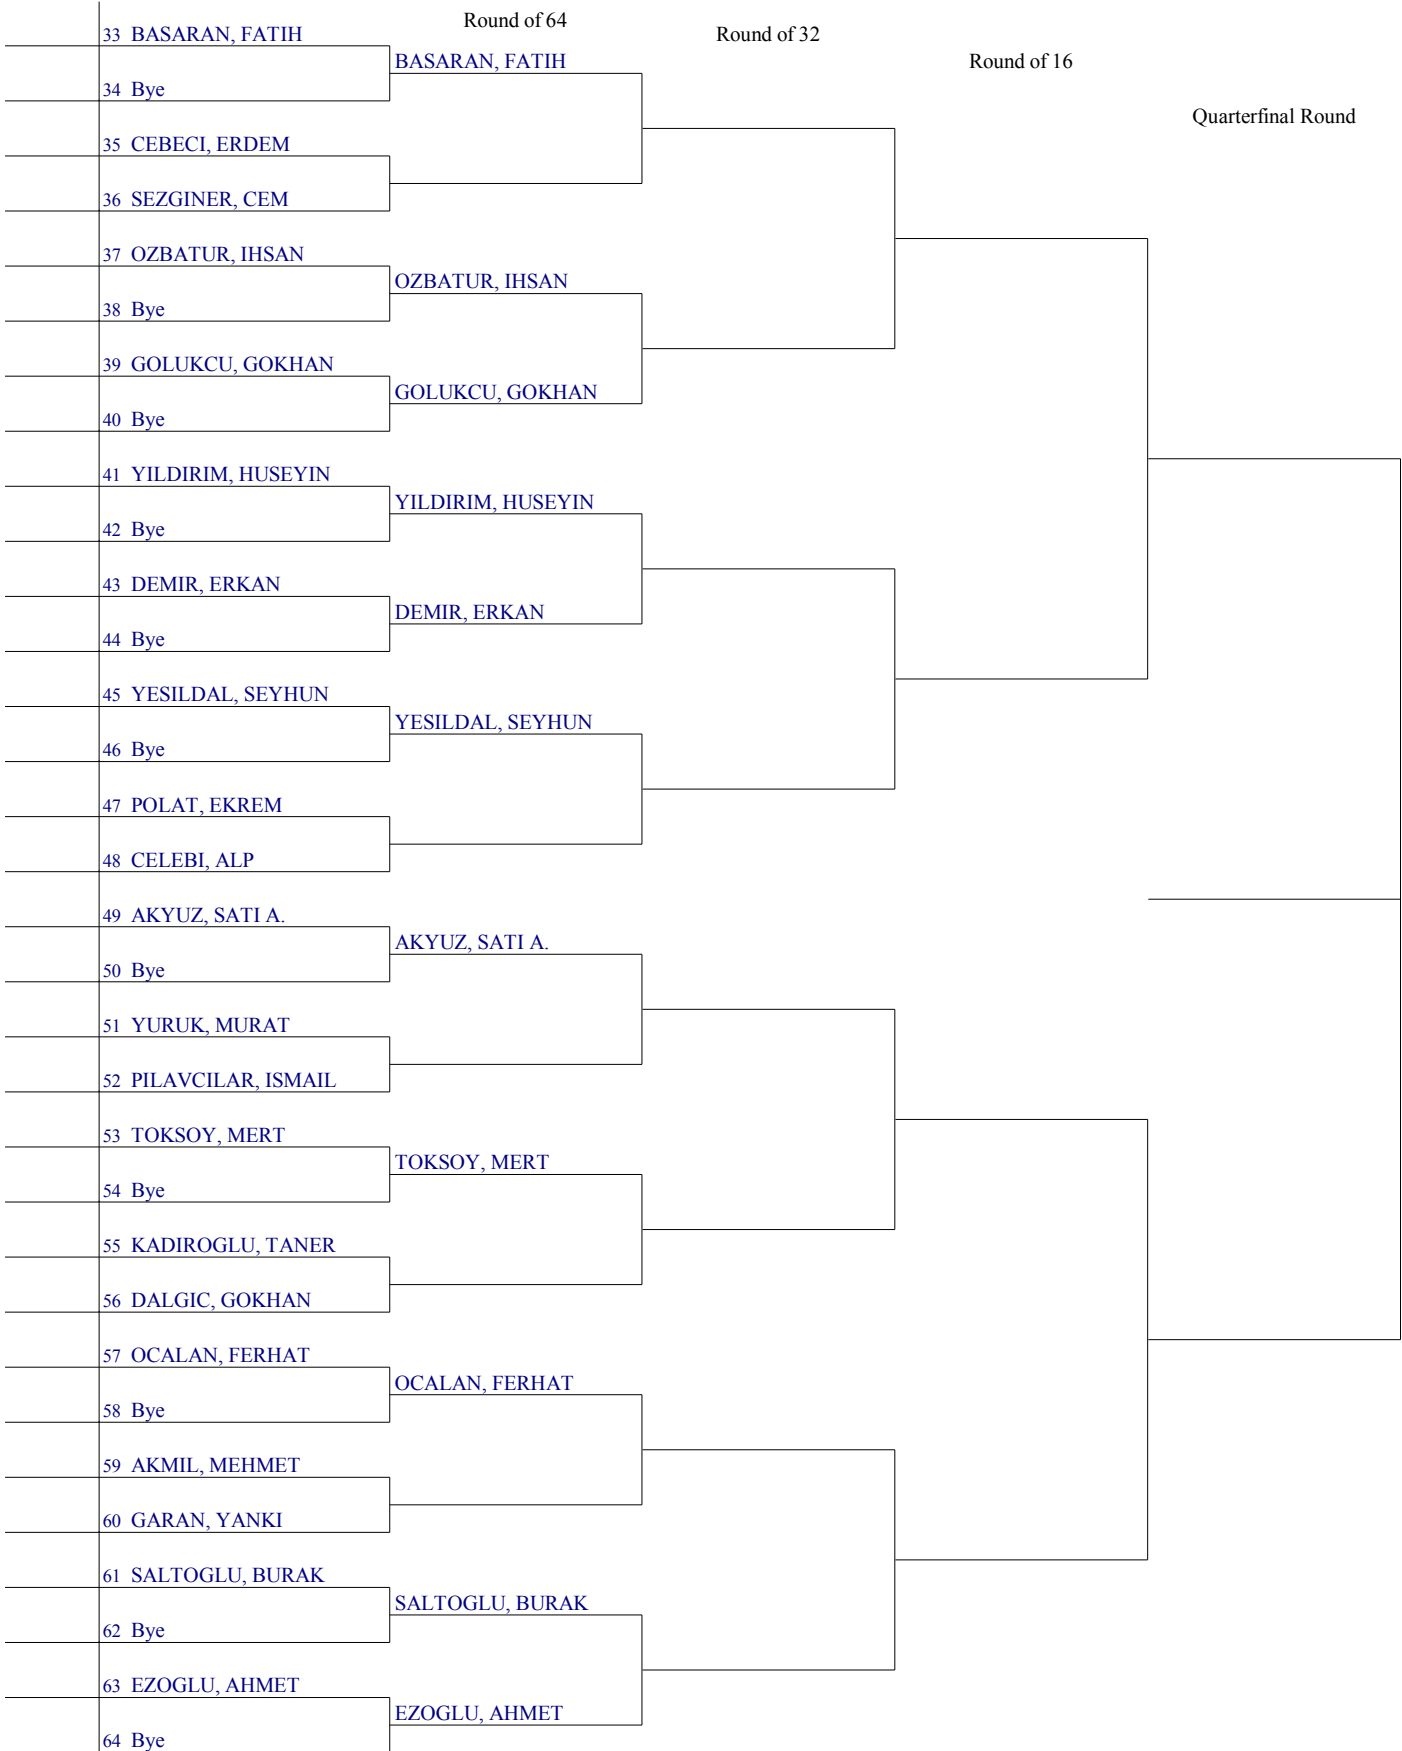 Round of 64
Round of 32
Round of 16
Quarterfinal Round
33 BASARAN, FATIH
BASARAN, FATIH
34 Bye
35 CEBECI, ERDEM
36 SEZGINER, CEM
37 OZBATUR, IHSAN
OZBATUR, IHSAN
38 Bye
39 GOLUKCU, GOKHAN
GOLUKCU, GOKHAN
40 Bye
41 YILDIRIM, HUSEYIN
YILDIRIM, HUSEYIN
42 Bye
43 DEMIR, ERKAN
DEMIR, ERKAN
44 Bye
45 YESILDAL, SEYHUN
YESILDAL, SEYHUN
46 Bye
47 POLAT, EKREM
48 CELEBI, ALP
49 AKYUZ, SATI A.
AKYUZ, SATI A.
50 Bye
51 YURUK, MURAT
52 PILAVCILAR, ISMAIL
53 TOKSOY, MERT
TOKSOY, MERT
54 Bye
55 KADIROGLU, TANER
56 DALGIC, GOKHAN
57 OCALAN, FERHAT
OCALAN, FERHAT
58 Bye
59 AKMIL, MEHMET
60 GARAN, YANKI
61 SALTOGLU, BURAK
SALTOGLU, BURAK
62 Bye
63 EZOGLU, AHMET
EZOGLU, AHMET
64 Bye